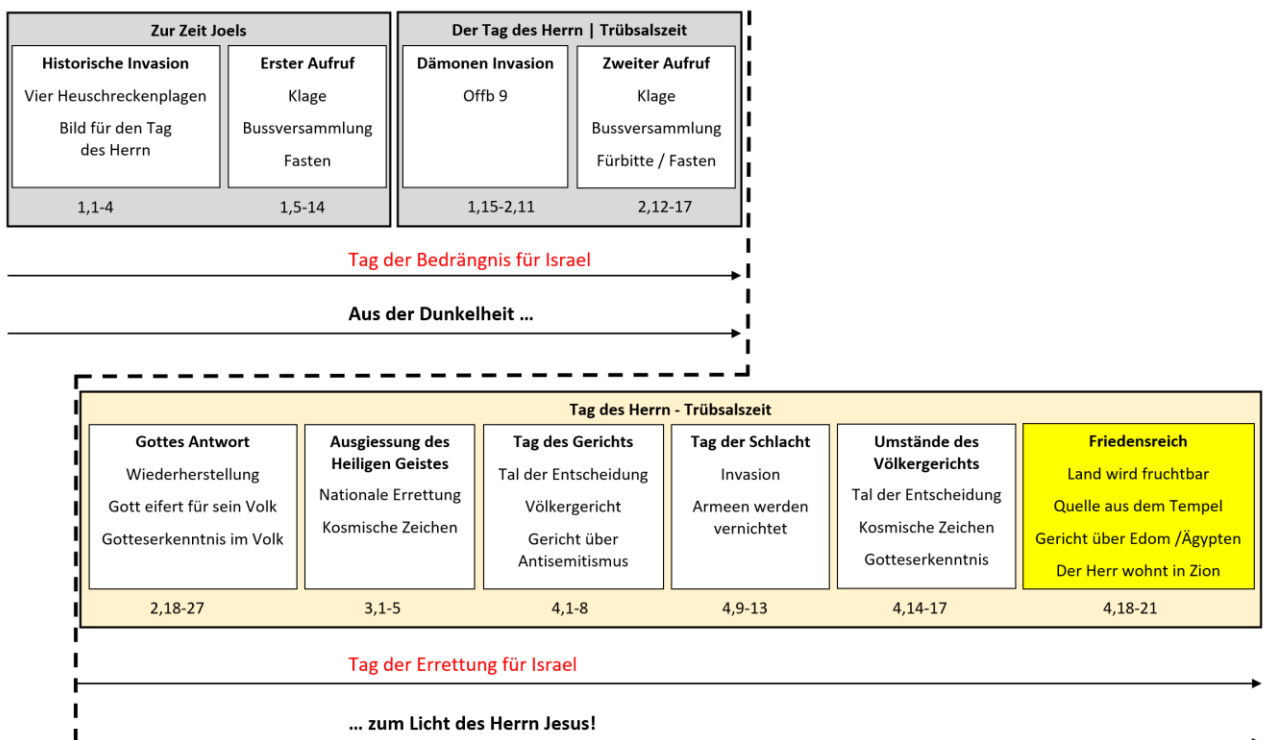 Zur Zeit Joels
Historische Invasion
Vier Heuschreckenplagen
Bild für den Tag
des Herrn
1,1-4
Erster Aufruf
Klage
Bussversammlung
Fasten
1,5-14
Der Tag des Herrn | Trübsalszeit
Dämonen Invasion
Offb 9
1,15-2,11
Zweiter Aufruf
Klage
Bussversammlung
Fürbitte / Fasten
2,12-17
Tag der Bedrängnis für Israel
Aus der Dunkelheit ...
Tag des Herrn - Trübsalszeit
Gottes Antwort
Wiederherstellung
Gott eifert für sein Volk
Gotteserkenntnis im Volk
2,18-27
Ausgiessung des
Heiligen Geistes
Nationale Errettung
Kosmische Zeichen
3,1-5
Tag des Gerichts
Tal der Entscheidung
Völkergericht
Gericht über
Antisemitismus
4,1-8
Tag der Schlacht
Invasion
Armeen werden
vernichtet
4,9-13
Umstände des
Völkergerichts
Tal der Entscheidung
Kosmische Zeichen
Gotteserkenntnis
4,14-17
Friedensreich
Land wird fruchtbar
Quelle aus dem Tempel
Gericht über Edom /Ägypten
Der Herr wohnt in Zion
4,18-21
Tag der Errettung für Israel
... zum Licht des Herrn Jesus!